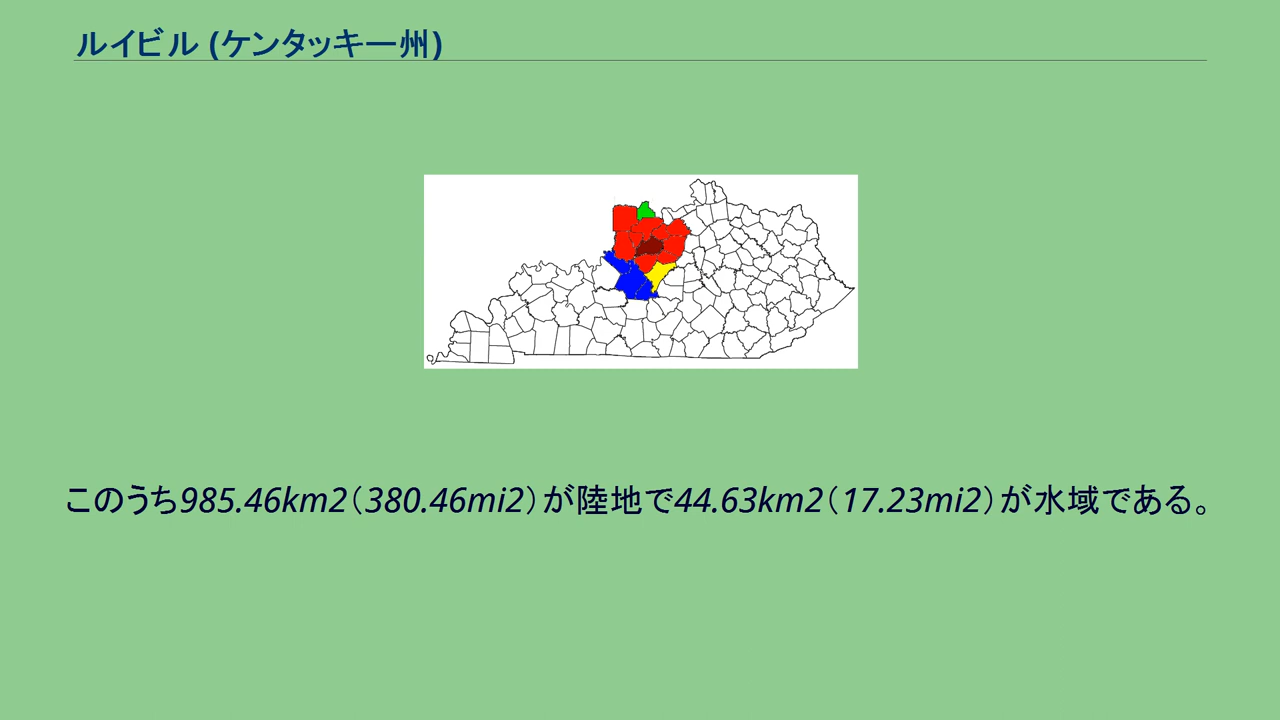 ルイビル (ケンタッキー州)
このうち985.46km2（380.46mi2）が陸地で44.63km2（17.23mi2）が水域である。